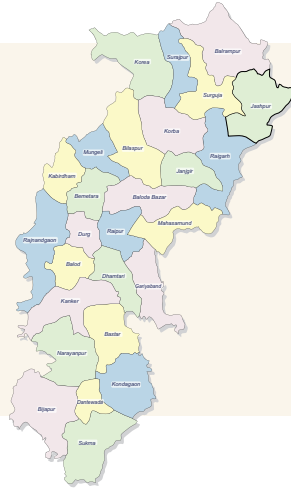 Balrampur
Surajpur
Korea
Surguja
Jashpur
Korba
Bilaspur
Mungeli
Raigarh
Janjgir
Kabirdham
Bemetara
Baloda Bazar
Mahasamund
Raipur
Durg
Rajnandgaon
Balod
Dhamtari
Gariyaband
Kanker
Bastar
Narayanpur
Kondagaon
Dantewada
Bijapur
Sukma